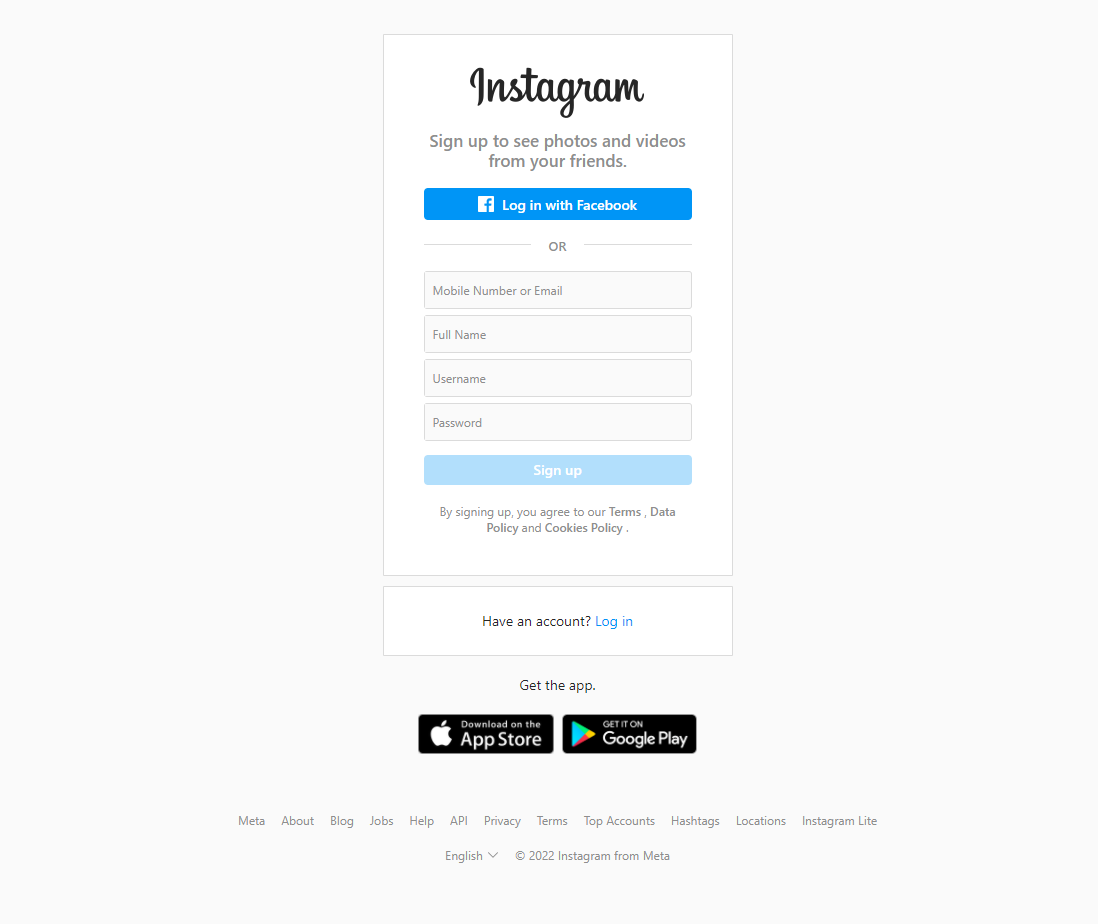 Instagram
Sign up to see photos and videos
from your friends.
Log in with Facebook
OR
Mobile Number or Email
Full Name
Username
Password
Sign up
By signing up, you agree to our Terms , Data
Policy and Cookies Policy .
Have an account? Log in
Get the app.
Download on the
App Store
GET IT ON
Google Play
Meta About Blog Jobs Help API Privacy Terms Top Accounts Hashtags Locations Instagram Lite
English © 2022 Instagram from Meta